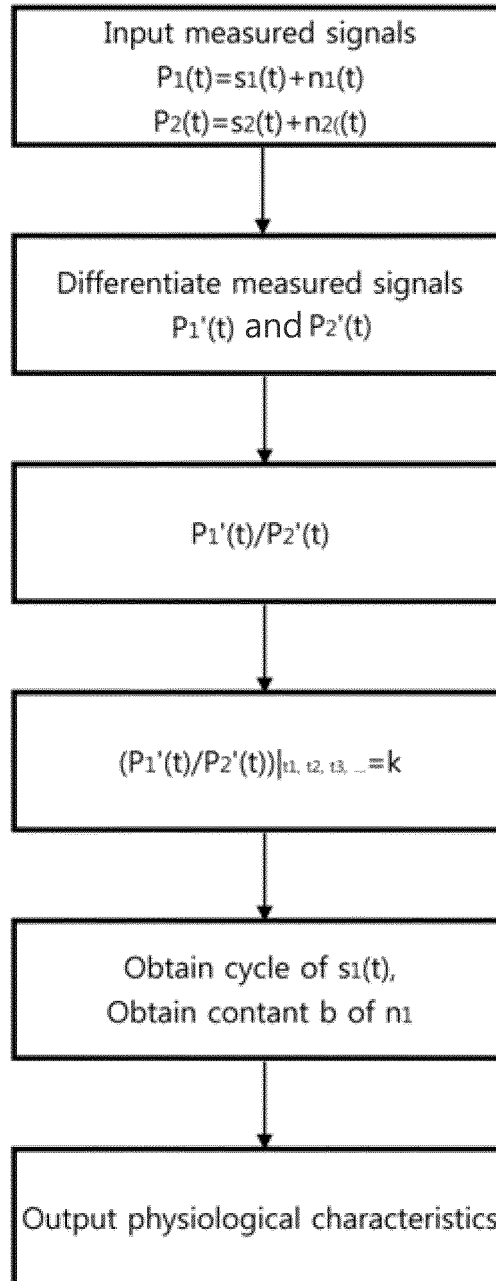 Input measured signals
P1(t)=s1(t)+n1(t)
P2(t)=s2(t)+n2((t)
Differentiate measured signals
P1'(t) and P2'(t)
P1'(t)/P2'(t)
(P1'(t)/P2'(t))|t1, t2, t3, ...=k
Obtain cycle of s1(t),
Obtain contant b of n1
Output physiological characteristics